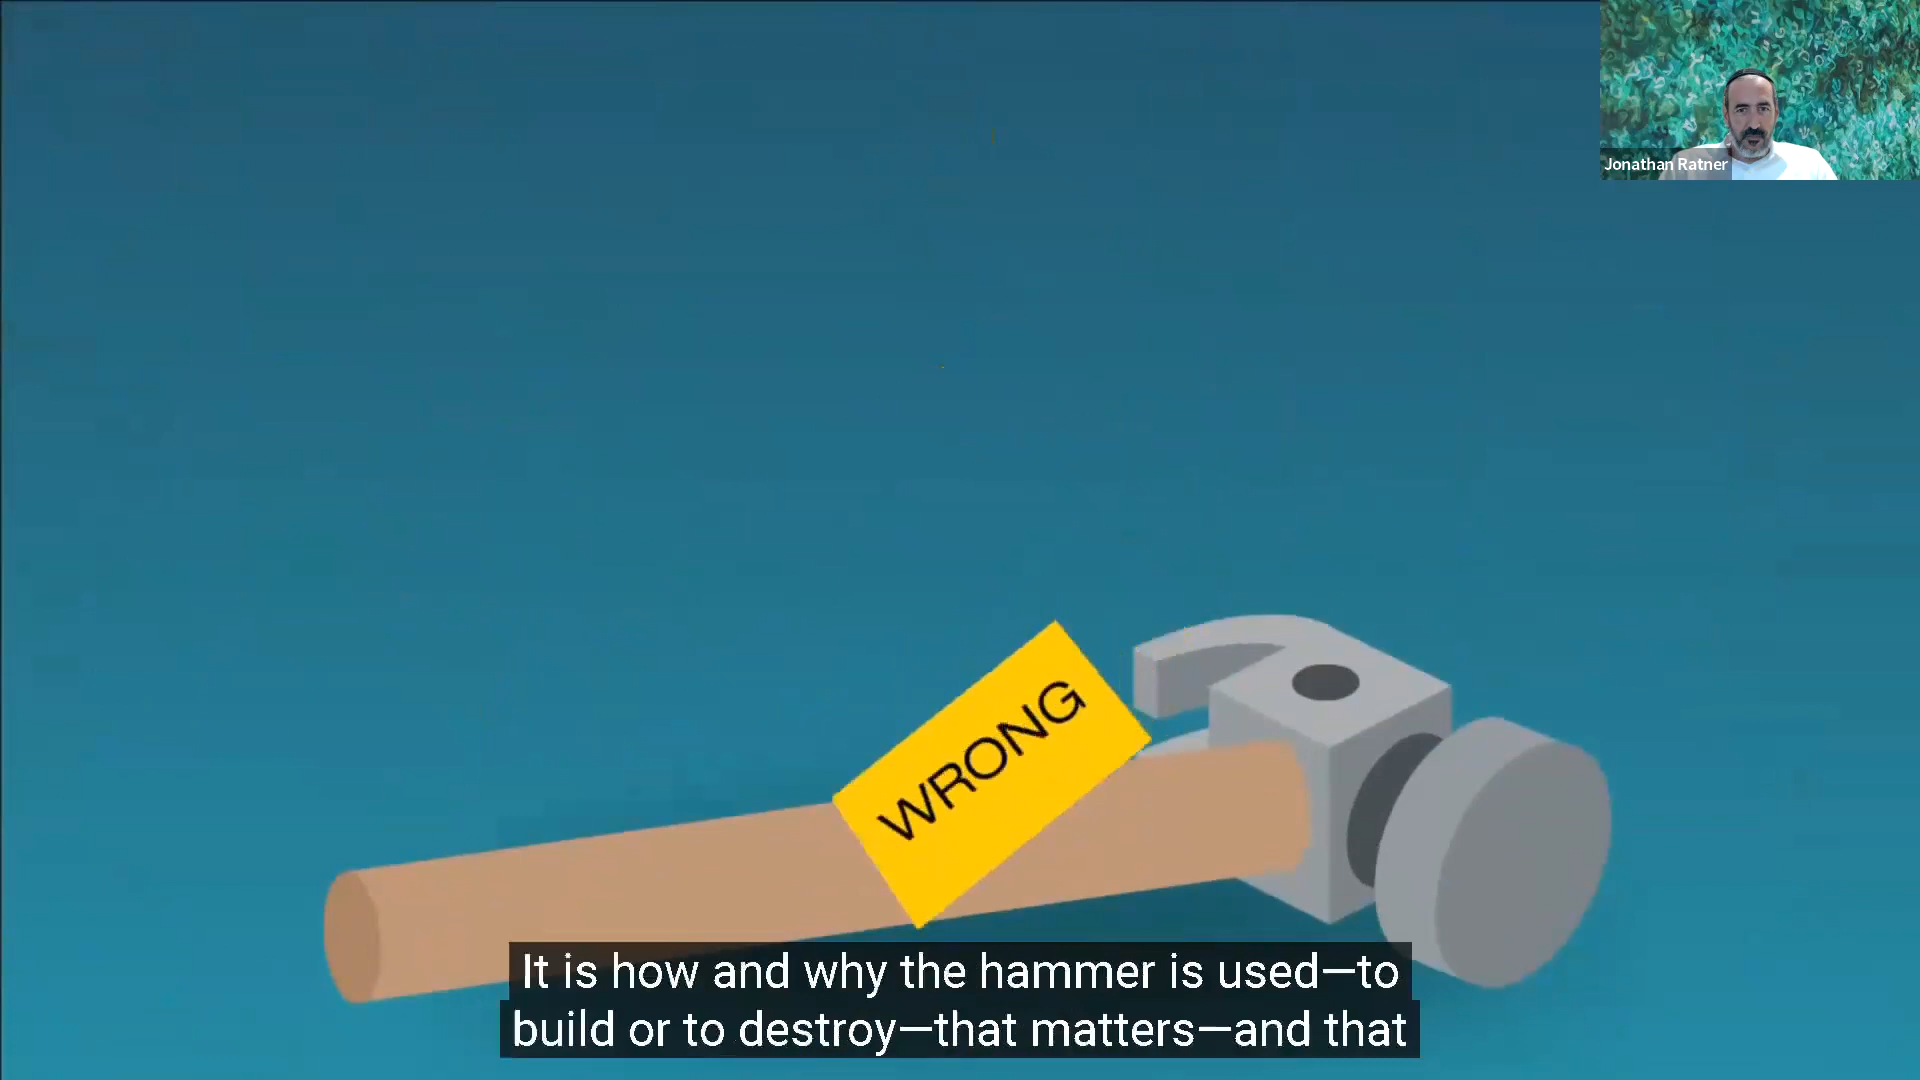 Jonathan Ratner
WRONG
It is how and why the hammer is used—to
build or to destroy—that matters—and that